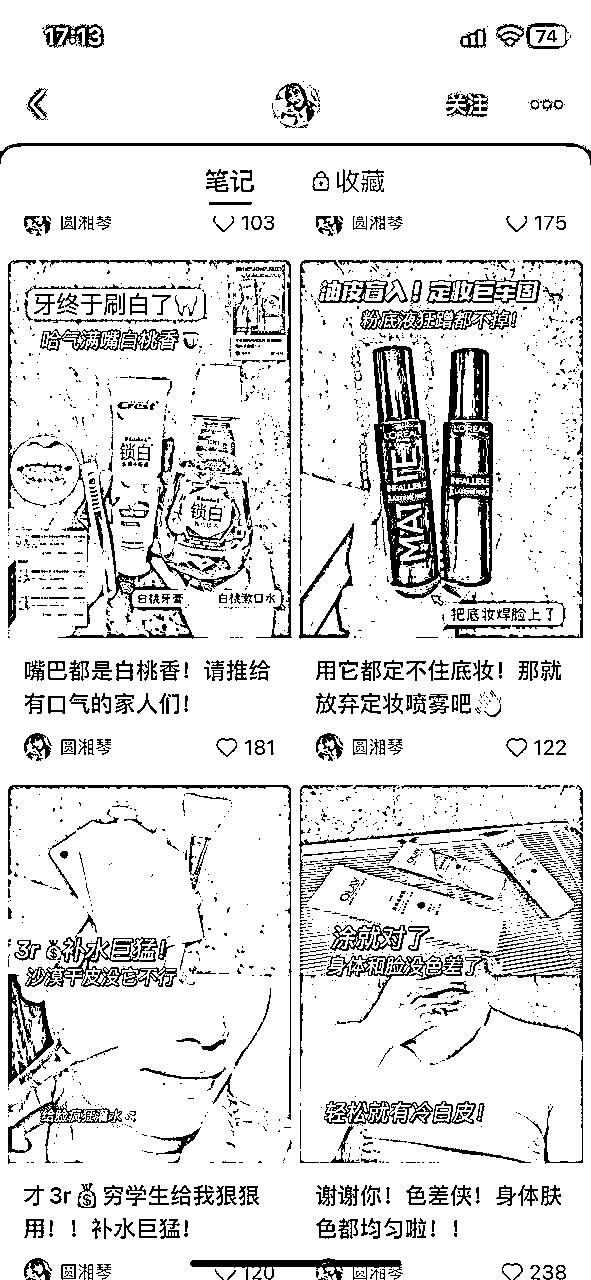 17:13
74
关注
笔记
收藏
圆湘琴
103
圆湘琴
175
牙终于刷白了
哈气满嘴白桃香
Crest
锁白
锁白
白桃牙膏
白桃漱口水
嘴巴都是白桃香！请推给
有口气的家人们！
圆湘琴
181
油皮盲入！定妆巨牢固
粉底液狂蹭都不掉！
L'OREAL
INFALLIBLE
MATTE
把底妆焊脸上了
用它都定不住底妆！那就
放弃定妆喷雾吧
圆湘琴
122
3r 补水巨猛！
沙漠干皮没它不行
给脸疯狂灌水
才 3r 穷学生给我狠狠
用！！补水巨猛！
圆湘琴
120
涂就对了
身体和脸没色差了
轻松就有冷白皮！
谢谢你！色差侠！身体肤
色都均匀啦！！
圆湘琴
238